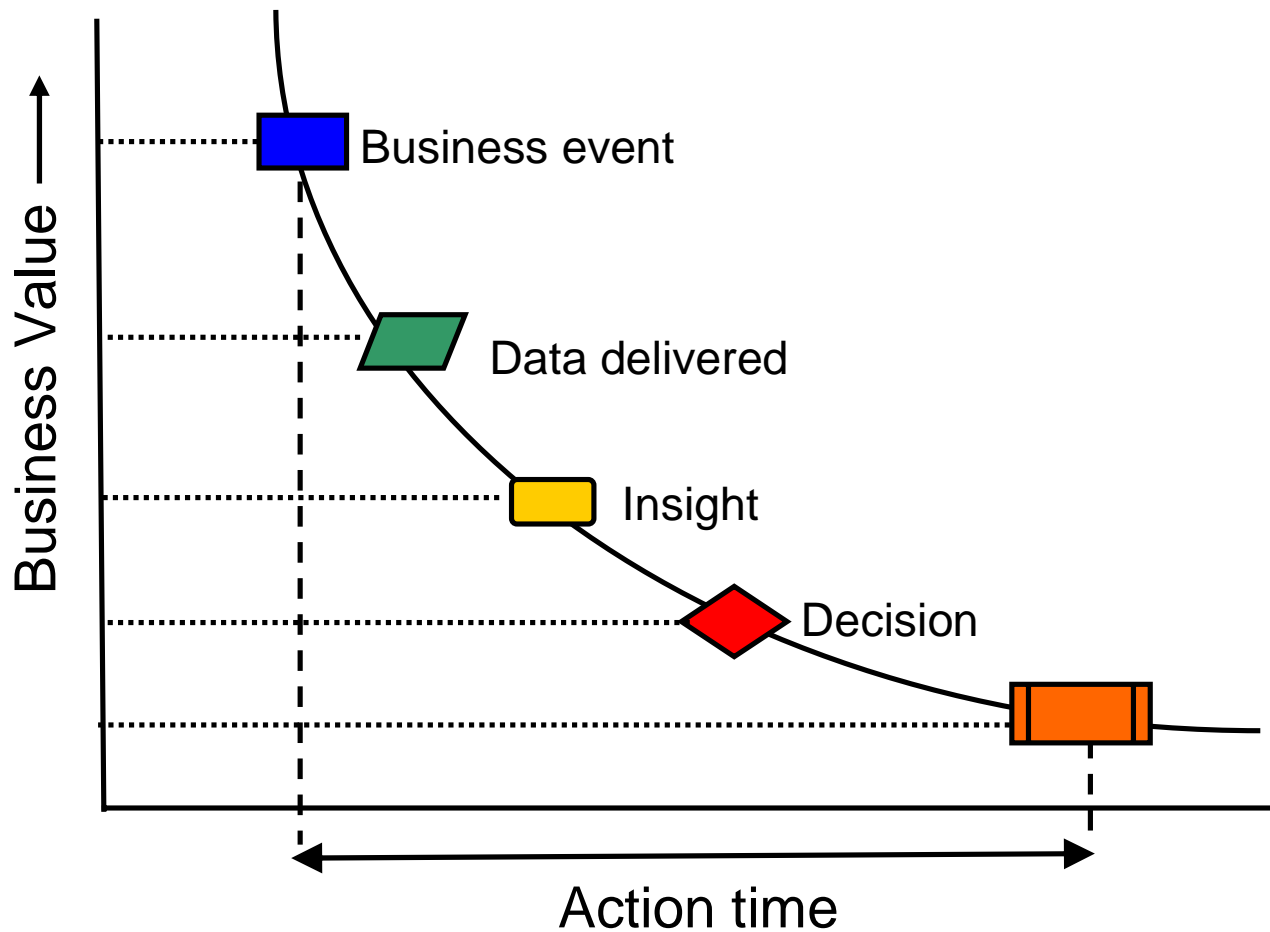 Business Value
Business event
Data delivered
Insight
Decision
Action time